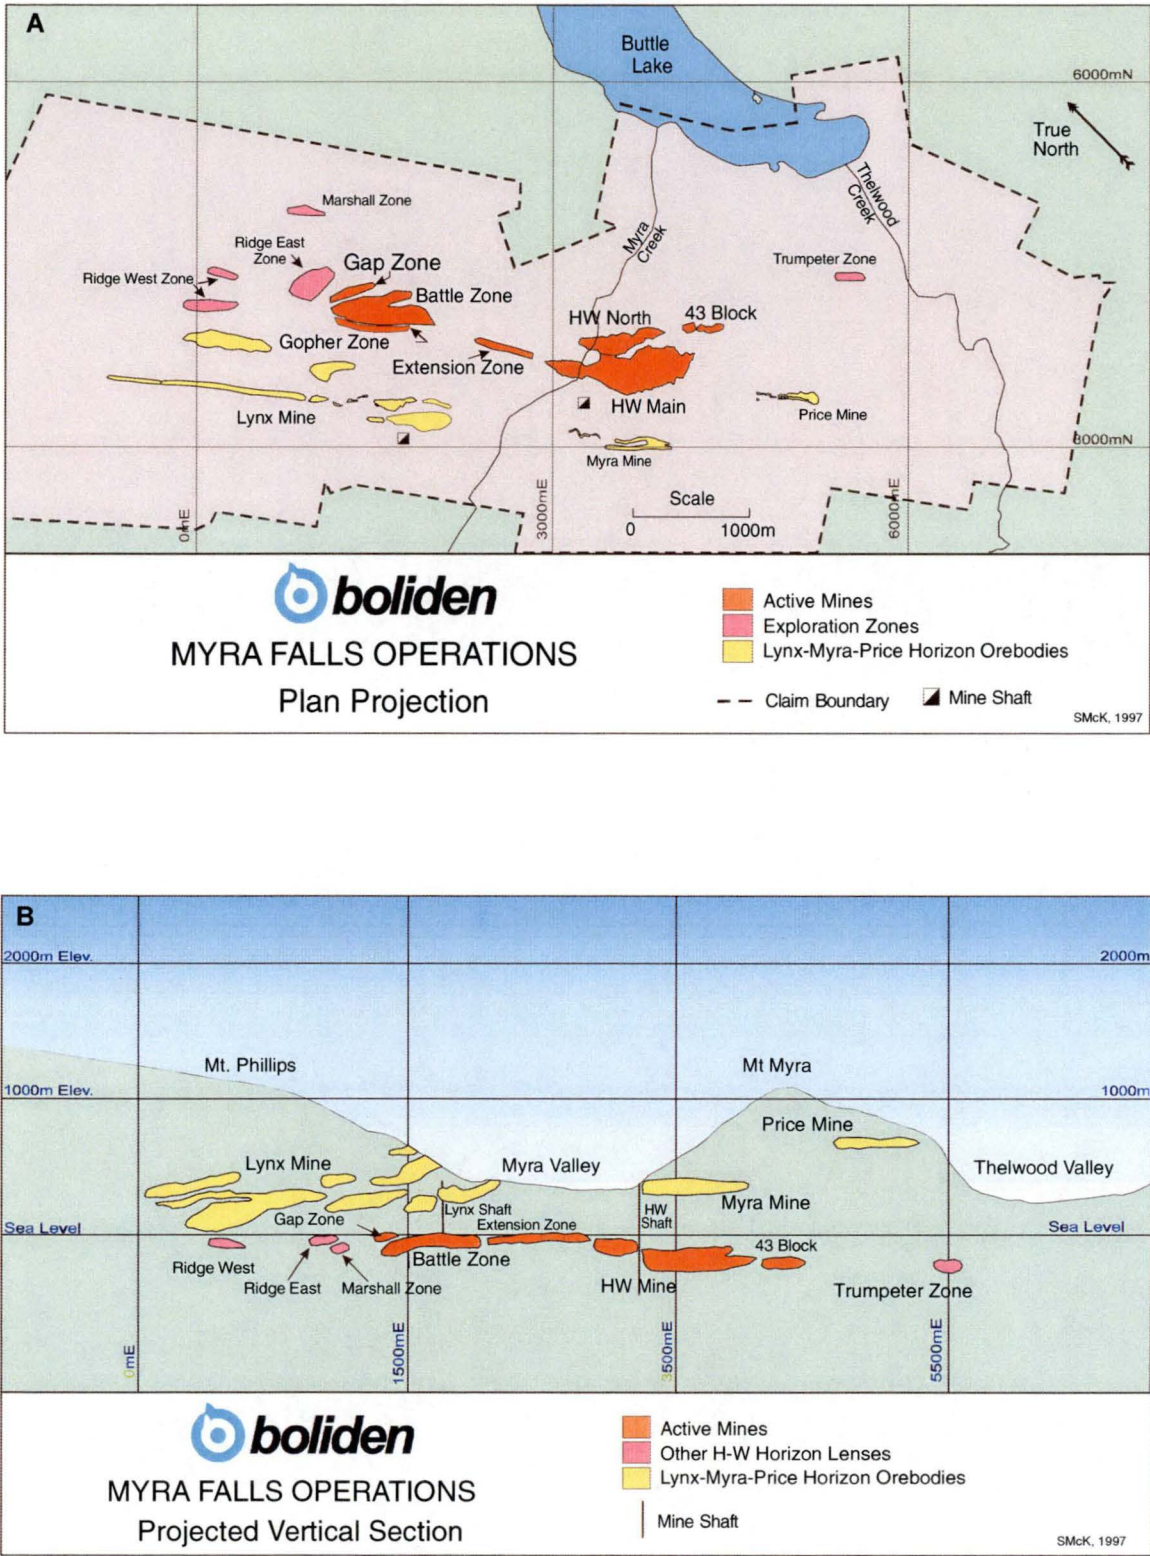 A
Buttle
Lake
6000mN
True
North
Thelwood
Creek
Myra
Creek
Marshall Zone
Ridge East
Zone
Gap Zone
Ridge West Zone
Battle Zone
Trumpeter Zone
Gopher Zone
HW North
43 Block
Extension Zone
HW Main
Lynx Mine
Price Mine
3000mN
Myra Mine
Scale
0 1000m
0mE
3000mE
6000mE
boliden
MYRA FALLS OPERATIONS
Plan Projection
Active Mines
Exploration Zones
Lynx-Myra-Price Horizon Orebodies
Claim Boundary
Mine Shaft
SMcK, 1997
B
2000m Elev.
2000m
Mt. Phillips
Mt Myra
1000m Elev.
1000m
Price Mine
Lynx Mine
Myra Valley
Thelwood Valley
Myra Mine
Lynx Shaft
HW
Shaft
Gap Zone
Extension Zone
Sea Level
Sea Level
43 Block
Battle Zone
Ridge West
Ridge East
Marshall Zone
HW Mine
Trumpeter Zone
0mE
1500mE
3500mE
5500mE
boliden
MYRA FALLS OPERATIONS
Projected Vertical Section
Active Mines
Other H-W Horizon Lenses
Lynx-Myra-Price Horizon Orebodies
Mine Shaft
SMcK, 1997